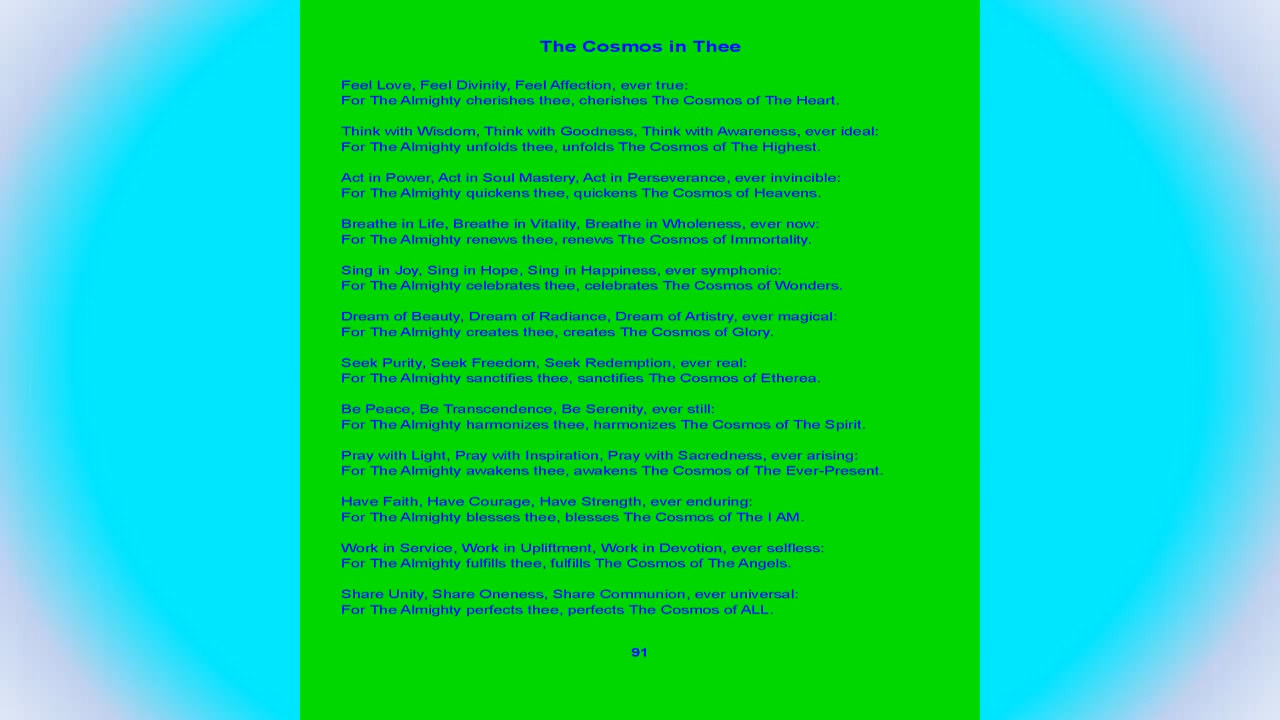 The Cosmos in Thee
Feel Love, Feel Divinity, Feel Affection, ever true:
For The Almighty cherishes thee, cherishes The Cosmos of The Heart.
Think with Wisdom, Think with Goodness, Think with Awareness, ever ideal:
For The Almighty unfolds thee, unfolds The Cosmos of The Highest.
Act in Power, Act in Soul Mastery, Act in Perseverance, ever invincible:
For The Almighty quickens thee, quickens The Cosmos of Heavens.
Breathe in Life, Breathe in Vitality, Breathe in Wholeness, ever now:
For The Almighty renews thee, renews The Cosmos of Immortality.
Sing in Joy, Sing in Hope, Sing in Happiness, ever symphonic:
For The Almighty celebrates thee, celebrates The Cosmos of Wonders.
Dream of Beauty, Dream of Radiance, Dream of Artistry, ever magical:
For The Almighty creates thee, creates The Cosmos of Glory.
Seek Purity, Seek Freedom, Seek Redemption, ever real:
For The Almighty sanctifies thee, sanctifies The Cosmos of Etherea.
Be Peace, Be Transcendence, Be Serenity, ever still:
For The Almighty harmonizes thee, harmonizes The Cosmos of The Spirit.
Pray with Light, Pray with Inspiration, Pray with Sacredness, ever arising:
For The Almighty awakens thee, awakens The Cosmos of The Ever-Present.
Have Faith, Have Courage, Have Strength, ever enduring:
For The Almighty blesses thee, blesses The Cosmos of The I AM.
Work in Service, Work in Upliftment, Work in Devotion, ever selfless:
For The Almighty fulfills thee, fulfills The Cosmos of The Angels.
Share Unity, Share Oneness, Share Communion, ever universal:
For The Almighty perfects thee, perfects The Cosmos of ALL.
91